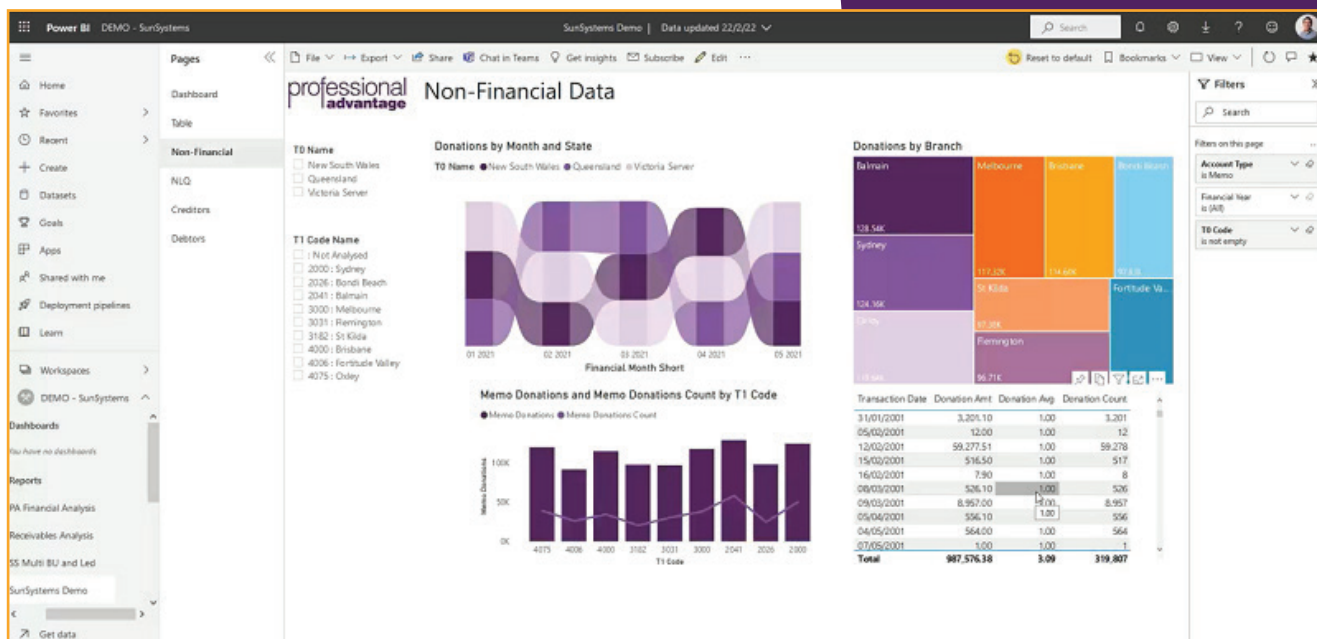 Power BI DEMO - SunSystems
SunSystems Demo | Data updated 22/2/22
Search
Home
Favorites
Recent
Create
Datasets
Goals
Apps
Shared with me
Deployment pipelines
Learn
Workspaces
DEMO - SunSystems
Dashboards
You have no dashboards
Reports
PA Financial Analysis
Receivables Analysis
SS Multi BU and Led
SunSystems Demo
Get data
Pages
Dashboard
Table
Non-Financial
NLQ
Creditors
Debtors
File Export Share Chat in Teams Get insights Subscribe Edit ...
Reset to default Bookmarks View
professional
advantage
Non-Financial Data
T0 Name
New South Wales
Queensland
Victoria Server
T1 Code Name
: Not Analysed
2000 : Sydney
2026 : Bondi Beach
2041 : Balmain
3000 : Melbourne
3031 : Flemington
3182 : St Kilda
4000 : Brisbane
4006 : Fortitude Valley
4075 : Oxley
Donations by Month and State
T0 Name New South Wales Queensland Victoria Server
01 2021 02 2021 03 2021 04 2021 05 2021
Financial Month Short
Memo Donations and Memo Donations Count by T1 Code
Memo Donations Memo Donations Count
Memo Donations
100K
50K
0K
4075 4006 4000 3182 3031 3000 2041 2026 2000
T1 Code
Donations by Branch
Balmain
128.54K
Sydney
124.36K
Oxley
Melbourne
117.32K
Brisbane
114.60K
Bondi Beach
St Kilda
97.30K
Flemington
96.71K
Fortitude Va...
Transaction Date Donation Amt Donation Avg Donation Count
31/01/2001 3,201.10 1.00 3,201
05/02/2001 12.00 1.00 12
12/02/2001 59,277.51 1.00 59,278
15/02/2001 516.50 1.00 517
16/02/2001 7.90 1.00 8
08/03/2001 526.10 1.00 526
09/03/2001 8,957.00 1.00 8,957
1.00
05/04/2001 556.10 556
04/05/2001 564.00 1.00 564
07/05/2001 1.00 1.00 1
Total 987,576.38 3.09 319,807
Filters
Search
Filters on this page
...
Account Type
is Memo
Financial Year
is (All)
T0 Code
is not empty